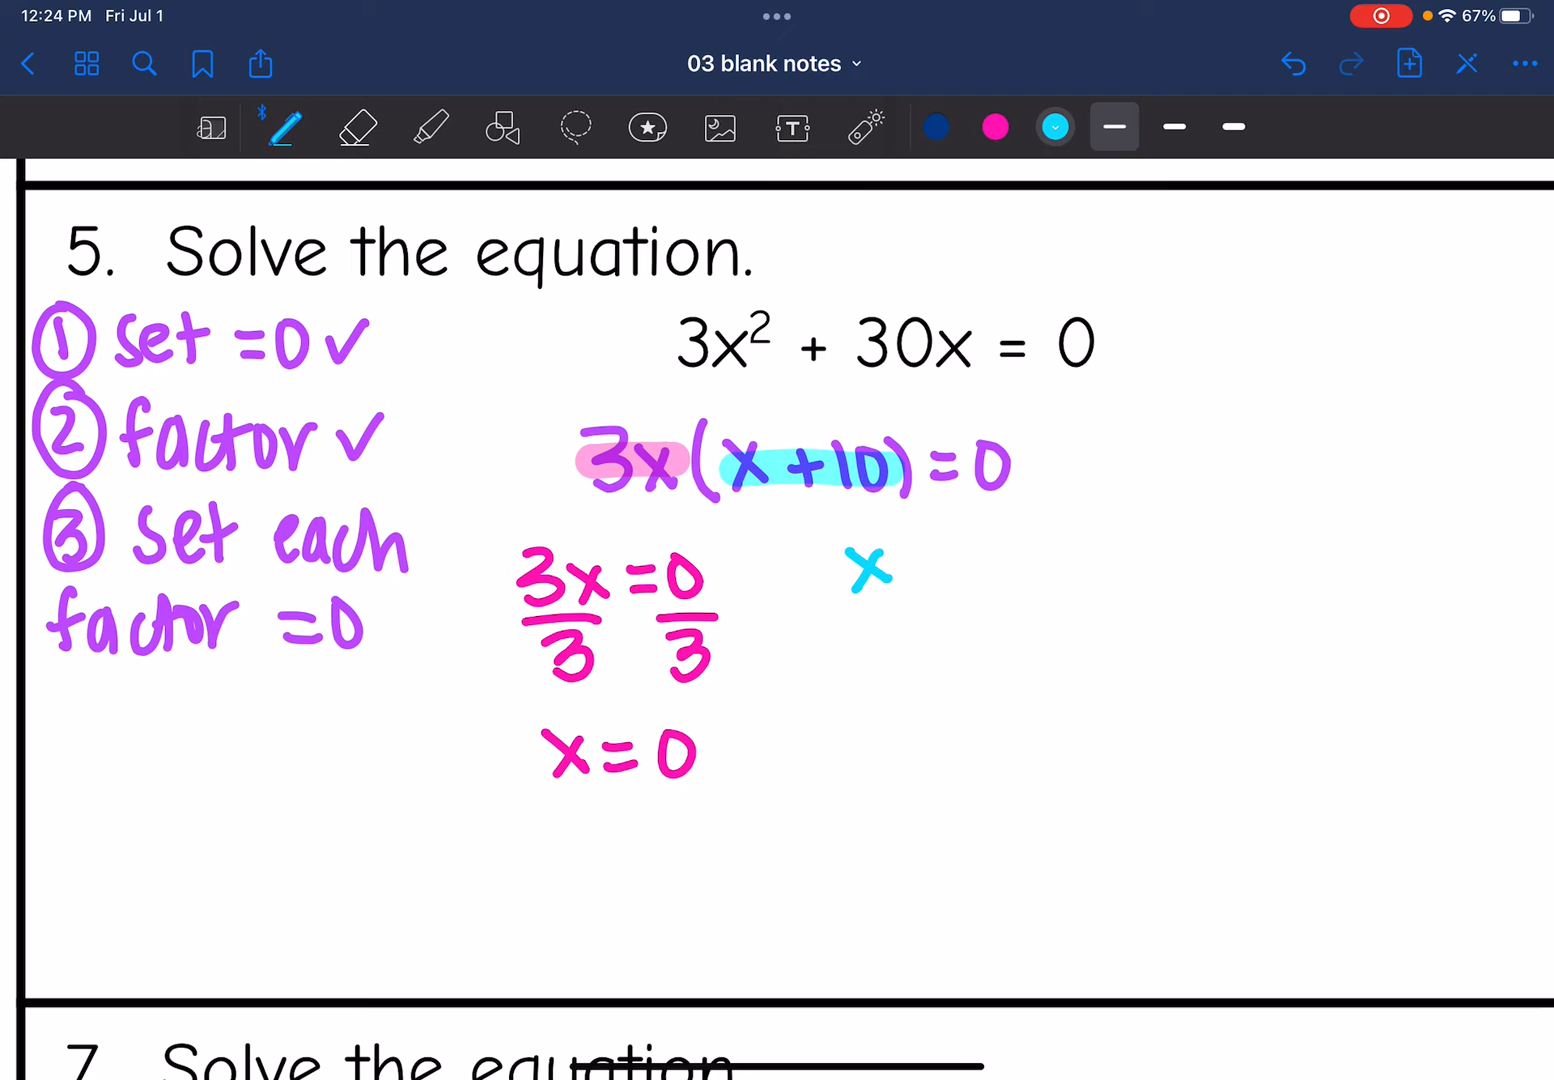 12:24 PM Fri Jul 1
67%
03 blank notes
5. Solve the equation.
3x² + 30x = 0
① set =0 ✓
② factor ✓
③ set each
factor =0
3x(x +10) = 0
3x = 0
3 3
x = 0
x
7. Solve the equation